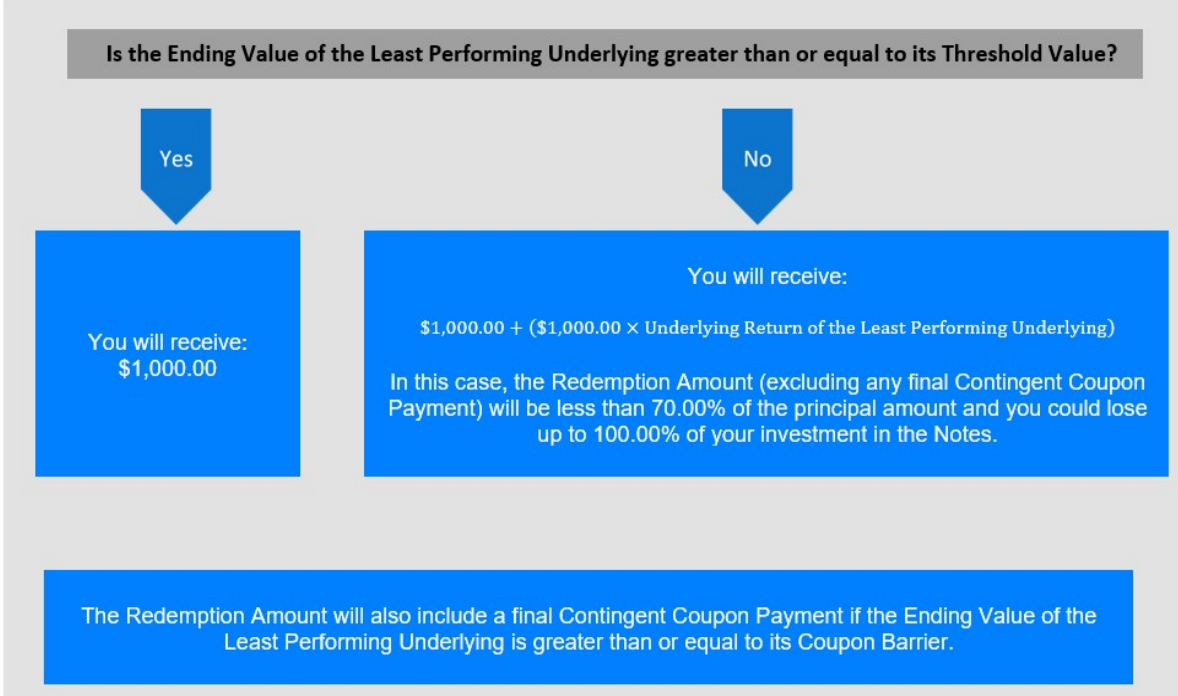 Is the Ending Value of the Least Performing Underlying greater than or equal to its Threshold Value?
Yes
No
You will receive:
$1,000.00
You will receive:
$1,000.00 + ($1,000.00 × Underlying Return of the Least Performing Underlying)
In this case, the Redemption Amount (excluding any final Contingent Coupon
Payment) will be less than 70.00% of the principal amount and you could lose
up to 100.00% of your investment in the Notes.
The Redemption Amount will also include a final Contingent Coupon Payment if the Ending Value of the
Least Performing Underlying is greater than or equal to its Coupon Barrier.